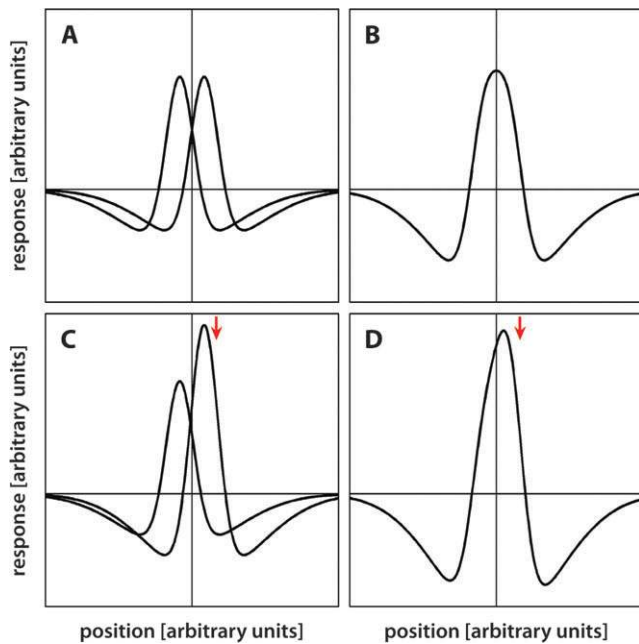 A
B
response [arbitrary units]
C
D
response [arbitrary units]
position [arbitrary units]
position [arbitrary units]